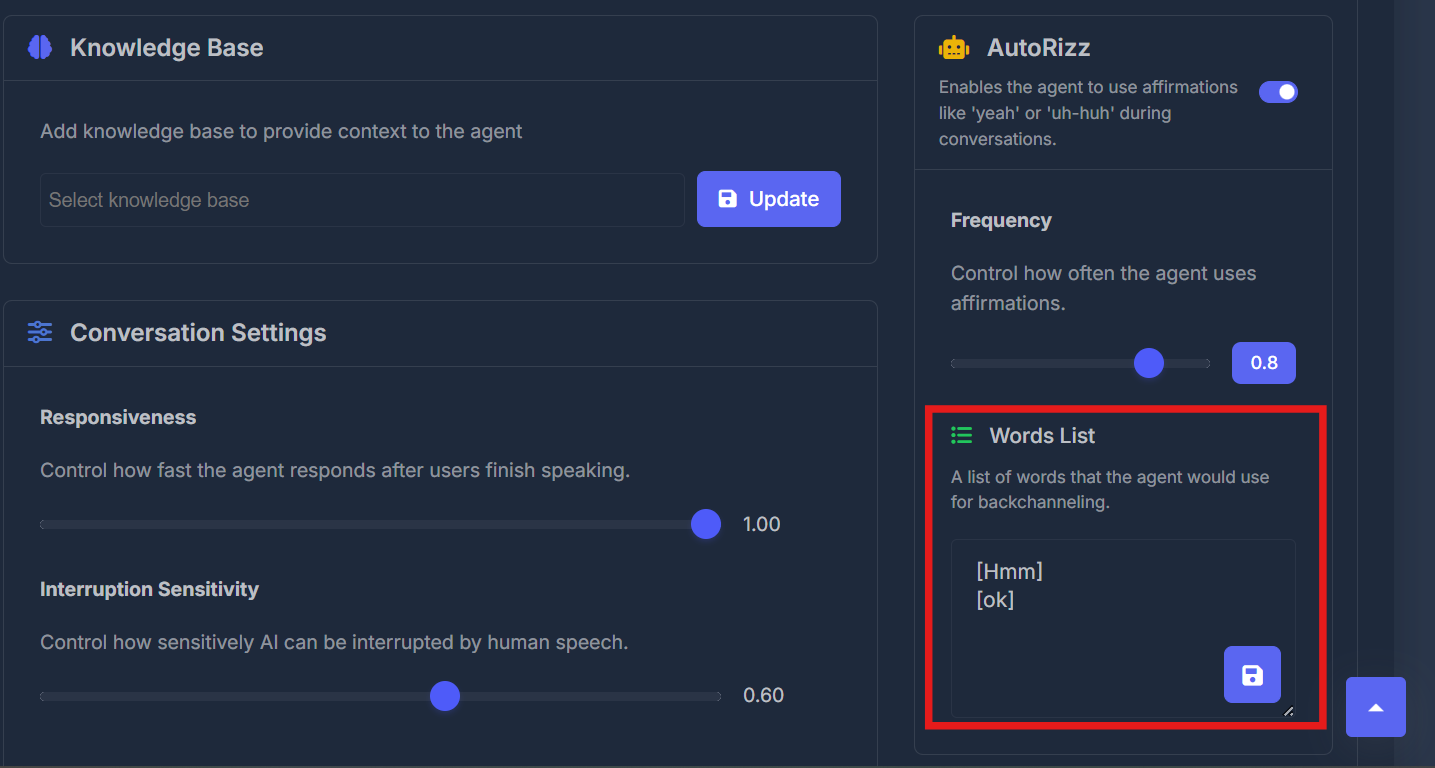 Knowledge Base
Add knowledge base to provide context to the agent
Select knowledge base
Update
Conversation Settings
Responsiveness
Control how fast the agent responds after users finish speaking.
1.00
Interruption Sensitivity
Control how sensitively AI can be interrupted by human speech.
0.60
AutoRizz
Enables the agent to use affirmations
like 'yeah' or 'uh-huh' during
conversations.
Frequency
Control how often the agent uses
affirmations.
0.8
Words List
A list of words that the agent would use
for backchanneling.
[Hmm]
[ok]